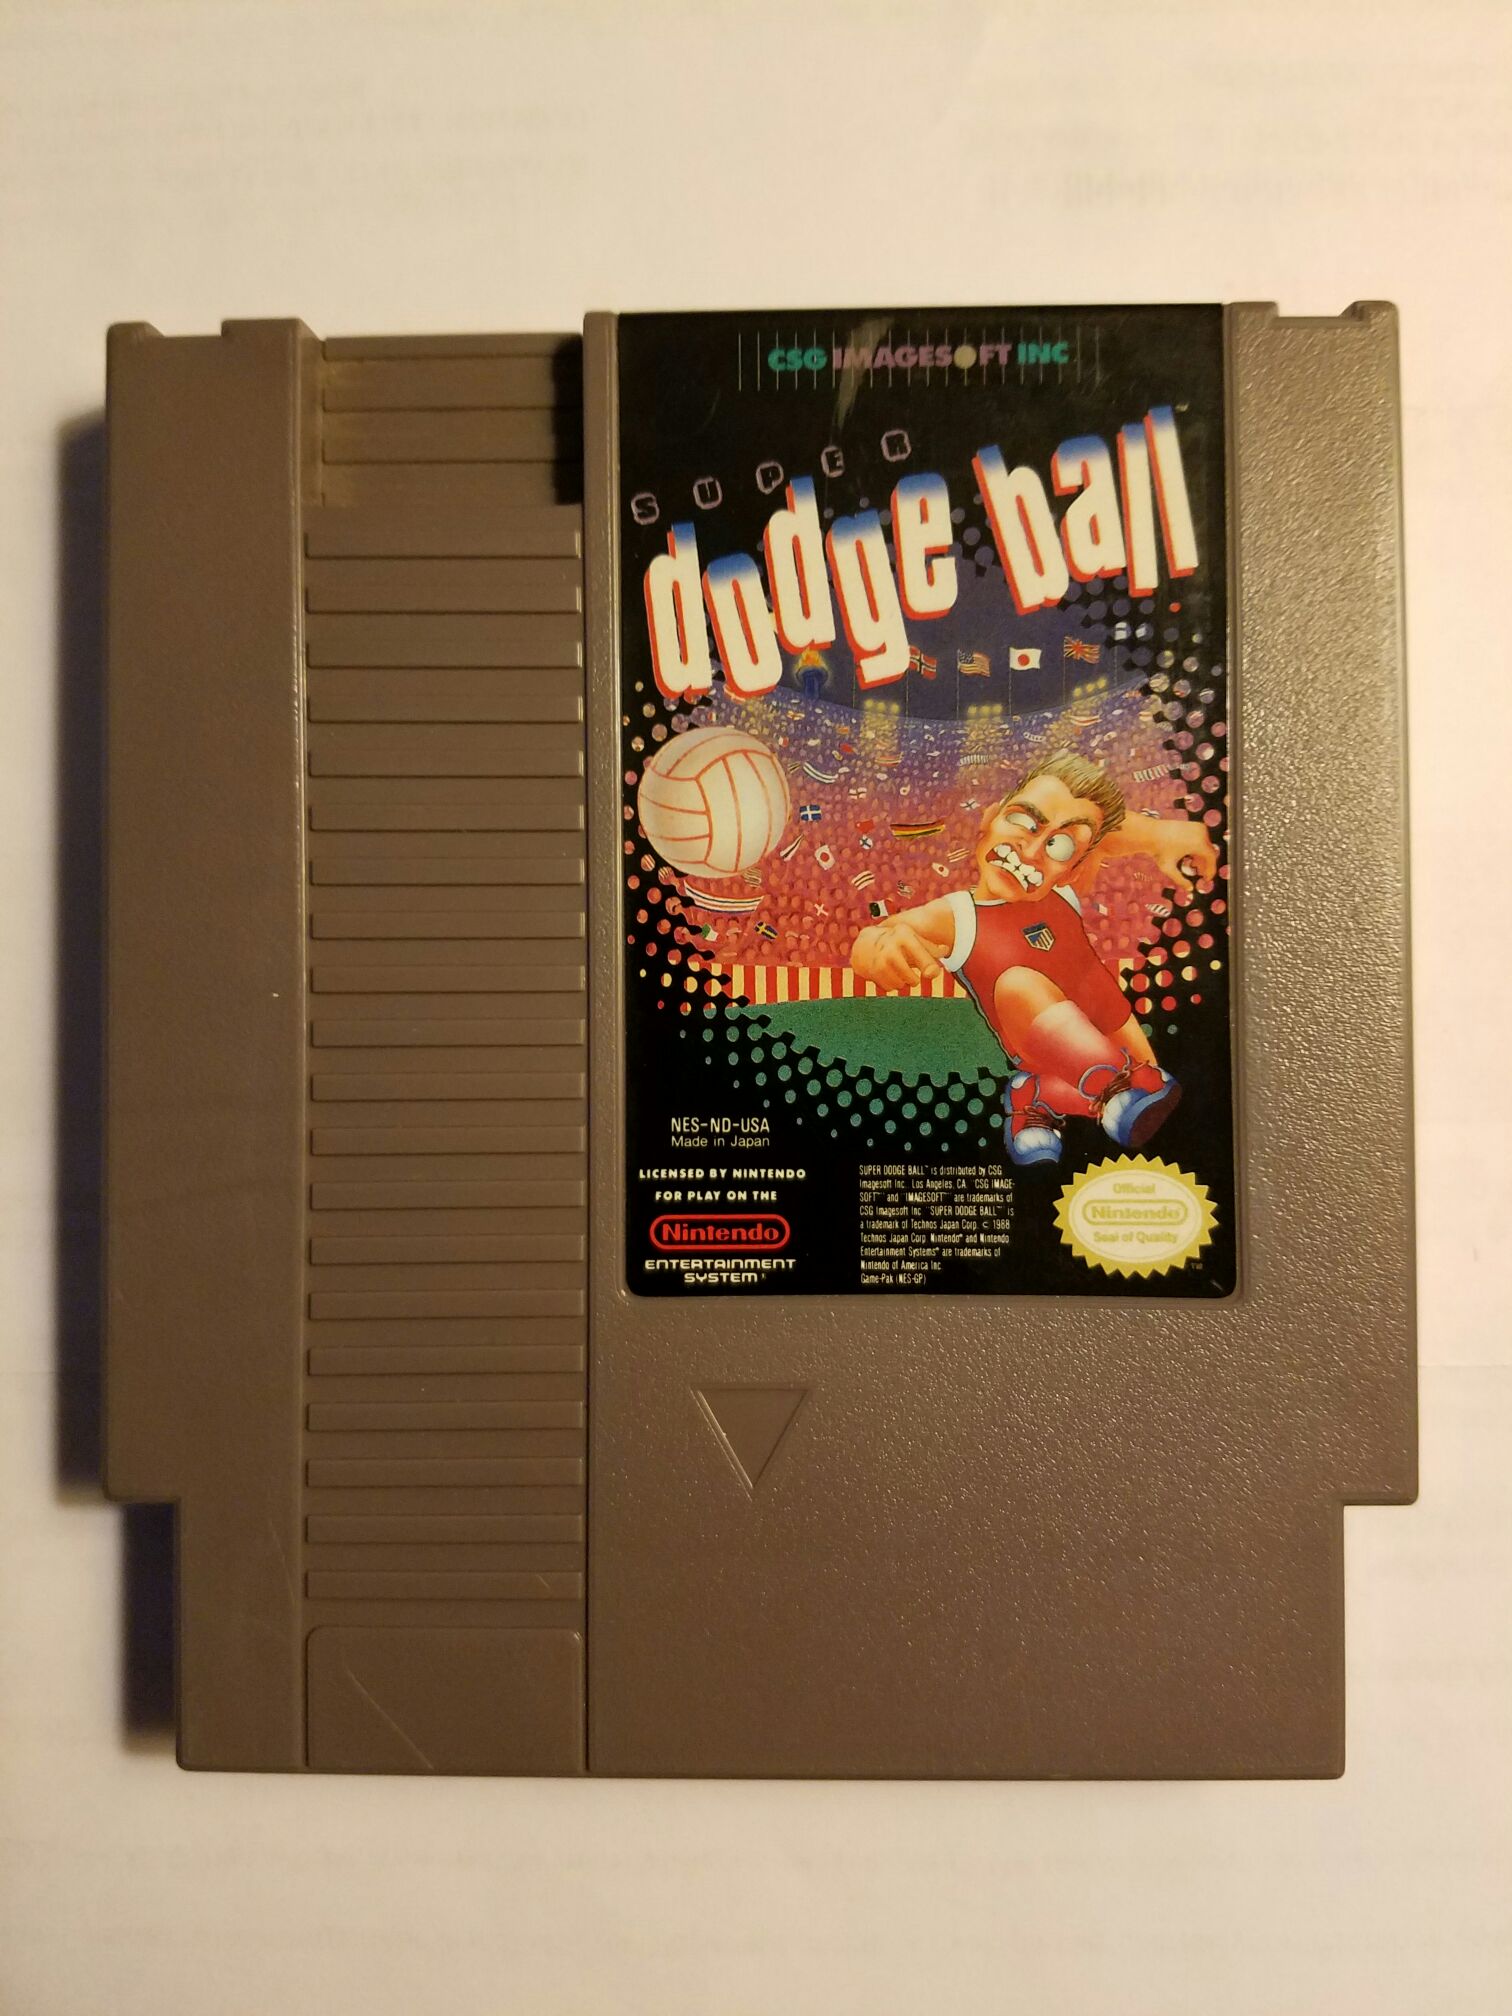 CSG IMAGESOFT INC
SUPER
dodge ball™
NES-ND-USA
Made in Japan
LICENSED BY NINTENDO
FOR PLAY ON THE
Nintendo
ENTERTAINMENT
SYSTEM
SUPER DODGE BALL™ is distributed by CSG
Imagesoft Inc. Los Angeles, CA. "CSG IMAGE-
SOFT™" and "IMAGESOFT" are trademarks of
CSG Imagesoft Inc. "SUPER DODGE BALL™" is
a trademark of Technos Japan Corp. © 1988
Technos Japan Corp. Nintendo® and Nintendo
Entertainment Systems® are trademarks of
Nintendo of America Inc.
Game-Pak (NES-GP)
Official
Nintendo
Seal of Quality
TM